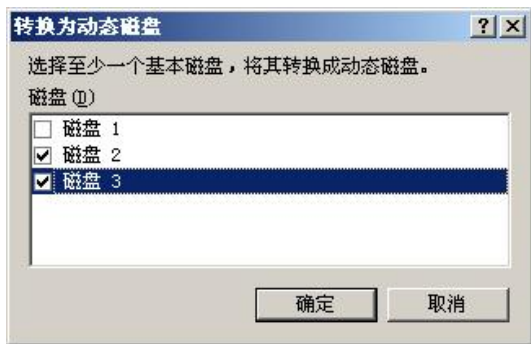 转换为动态磁盘
选择至少一个基本磁盘，将其转换成动态磁盘。
磁盘(D)
磁盘 1
磁盘 2
磁盘 3
确定 取消